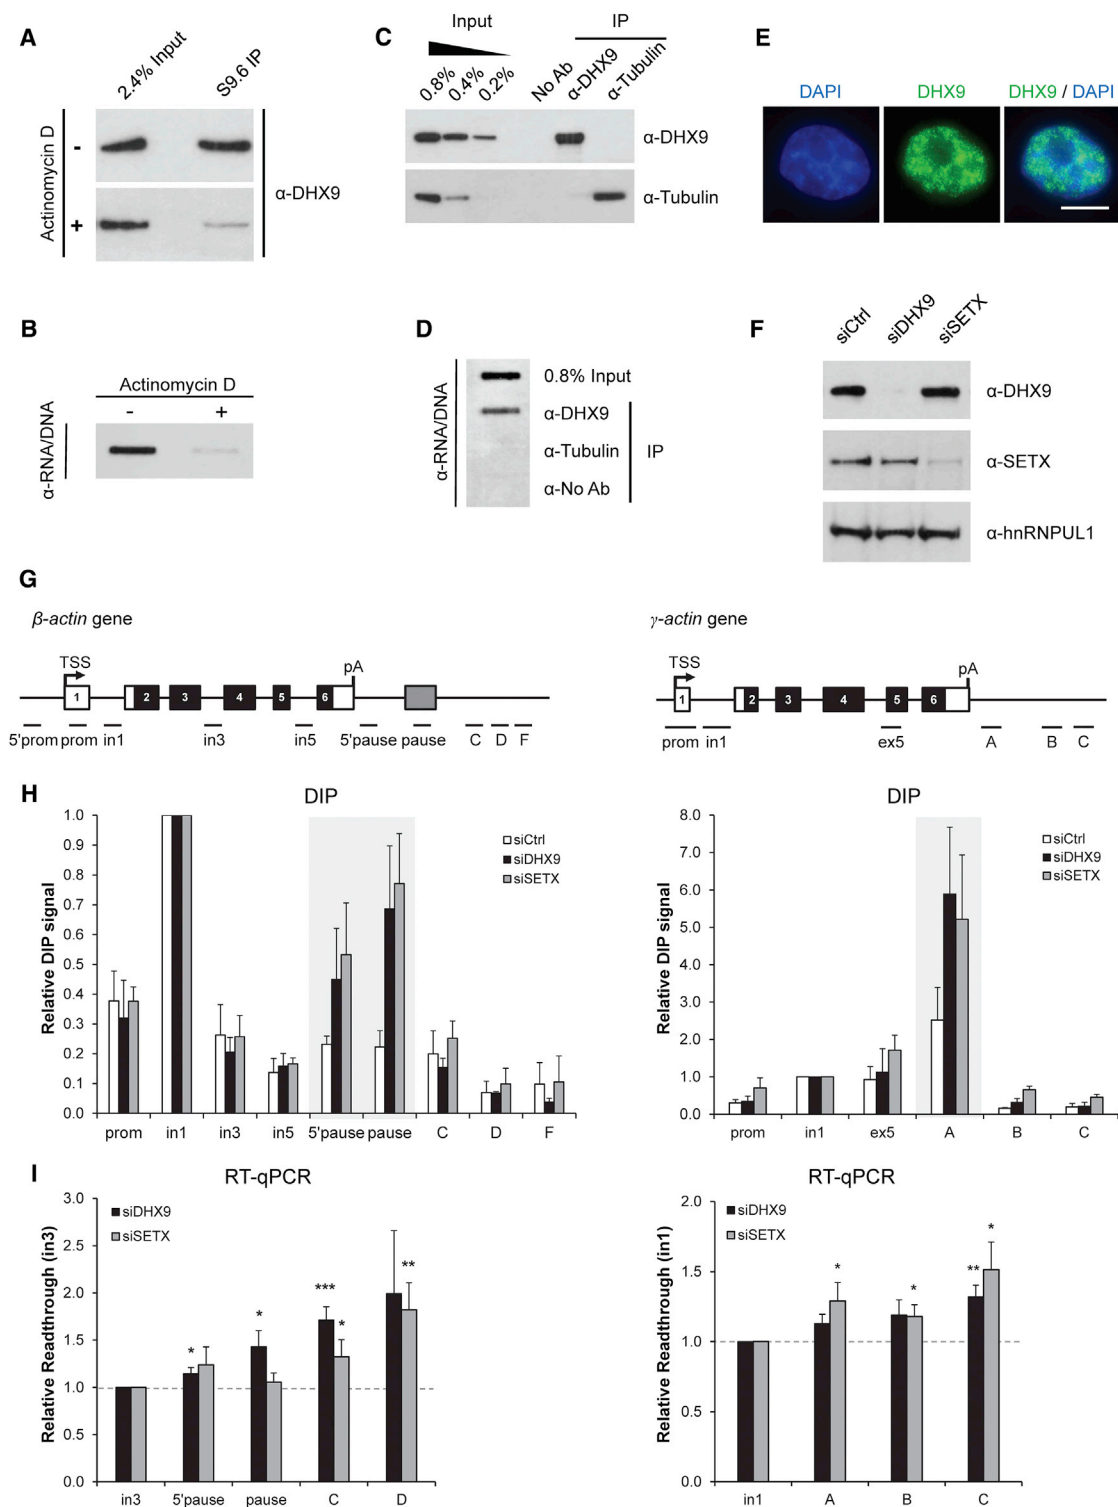 A
2.4% Input
S9.6 IP
Actinomycin D
-
+
α-DHX9
C
Input
IP
0.8%
0.4%
0.2%
No Ab
α-DHX9
α-Tubulin
α-DHX9
α-Tubulin
E
DAPI
DHX9
DHX9 / DAPI
B
Actinomycin D
- +
α-RNA/DNA
D
α-RNA/DNA
0.8% Input
α-DHX9
α-Tubulin
α-No Ab
IP
F
siCtrl
siDHX9
siSETX
α-DHX9
α-SETX
α-hnRNPUL1
G
β-actin gene
TSS
pA
1 2 3 4 5 6
5'prom prom in1 in3 in5 5'pause pause C D F
γ-actin gene
TSS
pA
1 2 3 4 5 6
prom in1 ex5 A B C
H
DIP
Relative DIP signal
1.0
0.9
0.8
0.7
0.6
0.5
0.4
0.3
0.2
0.1
0.0
siCtrl
siDHX9
siSETX
prom in1 in3 in5 5'pause pause C D F
DIP
Relative DIP signal
8.0
7.0
6.0
5.0
4.0
3.0
2.0
1.0
0.0
siCtrl
siDHX9
siSETX
prom in1 ex5 A B C
I
RT-qPCR
Relative Readthrough (in3)
3.0
2.5
2.0
1.5
1.0
0.5
0.0
siDHX9
siSETX
* * *** * **
in3 5'pause pause C D
RT-qPCR
Relative Readthrough (in1)
2.0
1.5
1.0
0.5
0.0
siDHX9
siSETX
* * ** *
in1 A B C